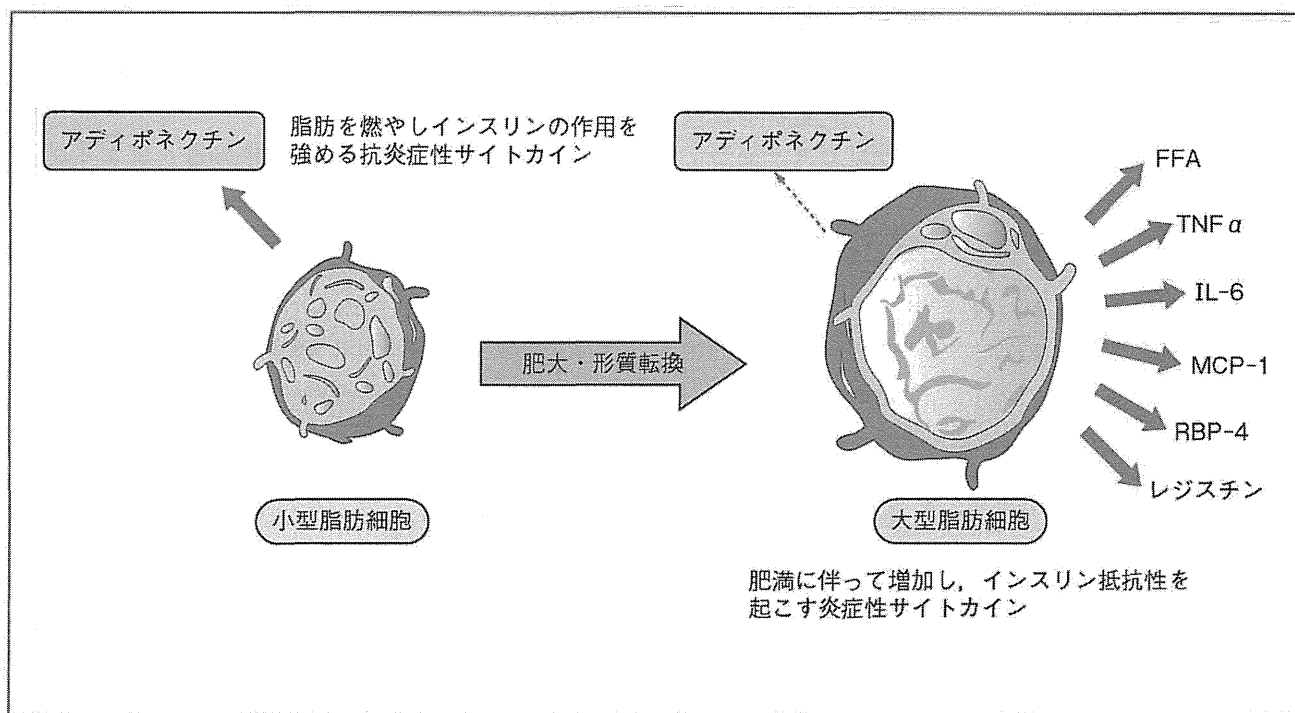 アディポネクチン
脂肪を燃やしインスリンの作用を
強める抗炎症性サイトカイン
アディポネクチン
FFA
TNFα
IL-6
MCP-1
RBP-4
レジスチン
肥大・形質転換
小型脂肪細胞
大型脂肪細胞
肥満に伴って増加し，インスリン抵抗性を
起こす炎症性サイトカイン